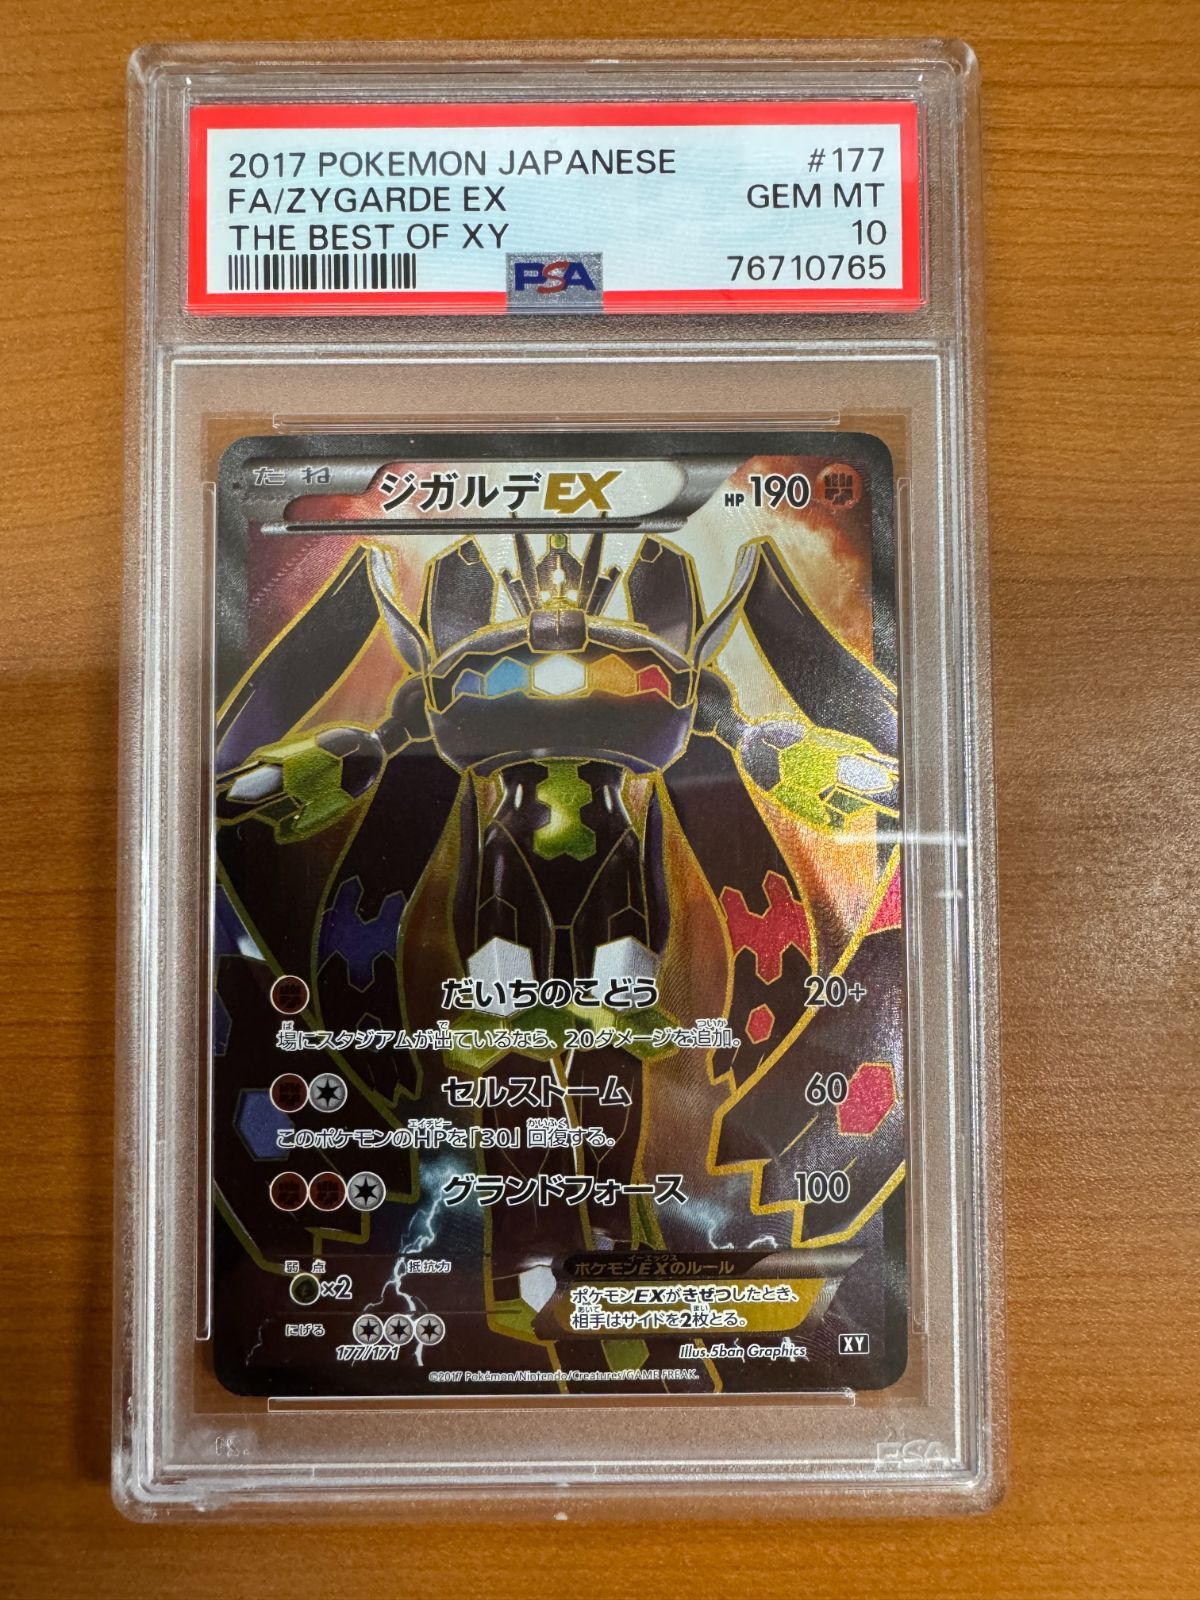 2017 POKEMON JAPANESE #177
FA/ZYGARDE EX GEM MT
THE BEST OF XY 10
PSA 76710765
たね ジガルデEX HP190
だいちのこどう 20+
場にスタジアムが出ているなら、20ダメージを追加。
セルストーム 60
このポケモンのHPを「30」回復する。
グランドフォース 100
弱点 ×2 抵抗力
にげる
ポケモンEXのルール
ポケモンEXがきぜつしたとき、
相手はサイドを2枚とる。
177/171 Illus.5ban Graphics XY
©2017 Pokémon/Nintendo/Creatures/GAME FREAK.
PSA